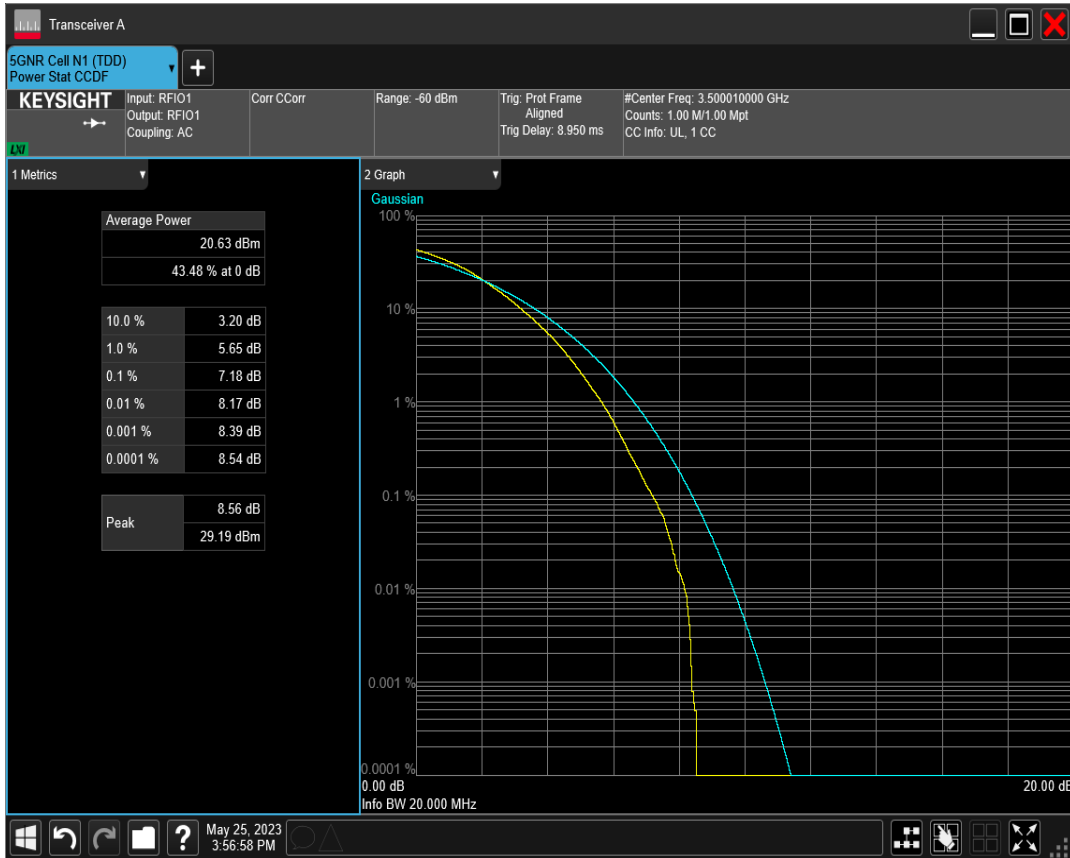 Transceiver A
5GNR Cell N1 (TDD)
Power Stat CCDF
+
KEYSIGHT
LXI
Input: RFIO1
Output: RFIO1
Coupling: AC
Corr CCorr
Range: -60 dBm
Trig: Prot Frame
Aligned
Trig Delay: 8.950 ms
#Center Freq: 3.500010000 GHz
Counts: 1.00 M/1.00 Mpt
CC Info: UL, 1 CC
1 Metrics
Average Power
20.63 dBm
43.48 % at 0 dB
10.0 % 3.20 dB
1.0 % 5.65 dB
0.1 % 7.18 dB
0.01 % 8.17 dB
0.001 % 8.39 dB
0.0001 % 8.54 dB
Peak 8.56 dB
29.19 dBm
2 Graph
Gaussian
100 %
10 %
1 %
0.1 %
0.01 %
0.001 %
0.0001 %
0.00 dB 20.00 dB
Info BW 20.000 MHz
?
May 25, 2023
3:56:58 PM